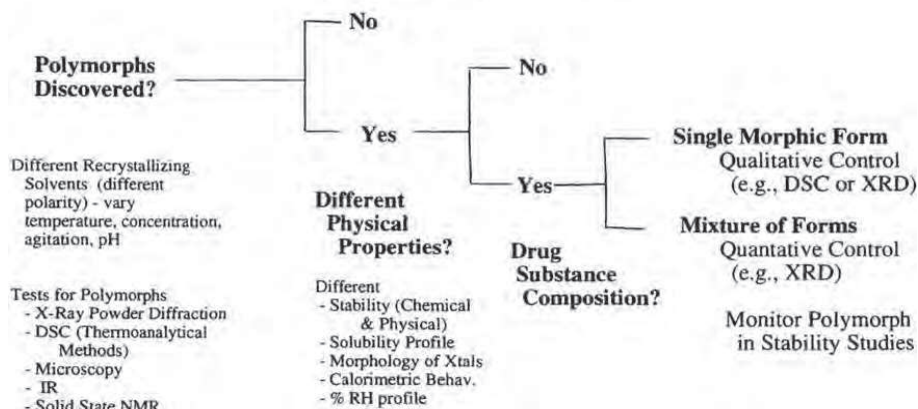 No
Polymorphs
Discovered?
No
Yes
Different Recrystallizing
Solvents (different
polarity) - vary
temperature, concentration,
agitation, pH
Tests for Polymorphs
- X-Ray Powder Diffraction
- DSC (Thermoanalytical
Methods)
- Microscopy
- IR
- Solid State NMR
Different
Physical
Properties?
Different
- Stability (Chemical
& Physical)
- Solubility Profile
- Morphology of Xtals
- Calorimetric Behav.
- % RH profile
Yes
Drug
Substance
Composition?
Single Morphic Form
Qualitative Control
(e.g., DSC or XRD)
Mixture of Forms
Quantative Control
(e.g., XRD)
Monitor Polymorph
in Stability Studies